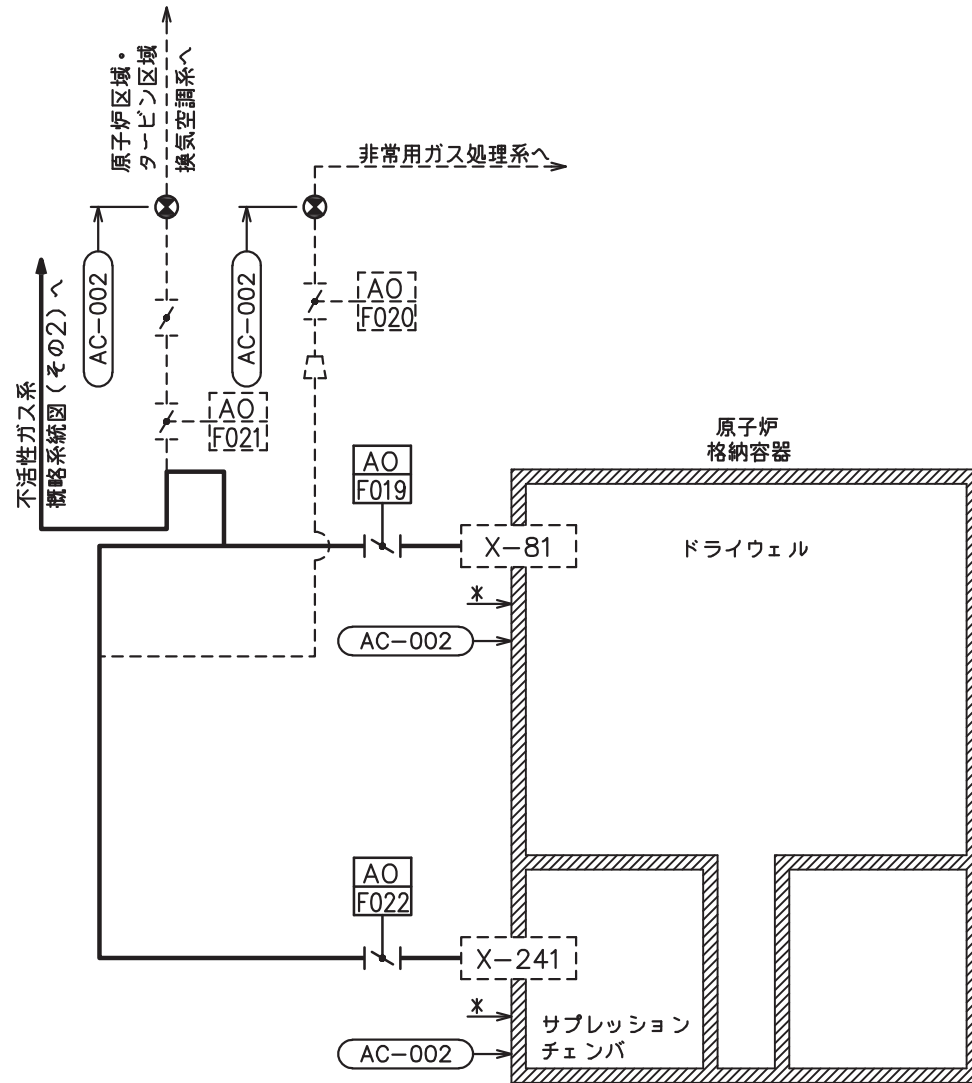 原子炉区域・
タービン区域
換気空調系へ
非常用ガス処理系へ
AC-002
AC-002
AO
F020
不活性ガス系
概略系統図(その2)へ
AO
F021
AO
F019
原子炉
格納容器
X-81
ドライウェル
*
AC-002
AO
F022
X-241
*
サプレッション
チェンバ
AC-002